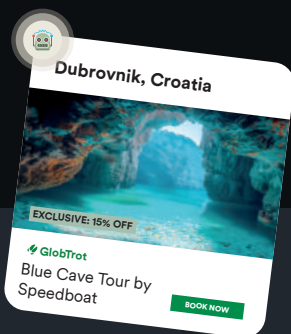 Dubrovnik, Croatia
EXCLUSIVE: 15% OFF
GlobTrot
Blue Cave Tour by
Speedboat
BOOK NOW